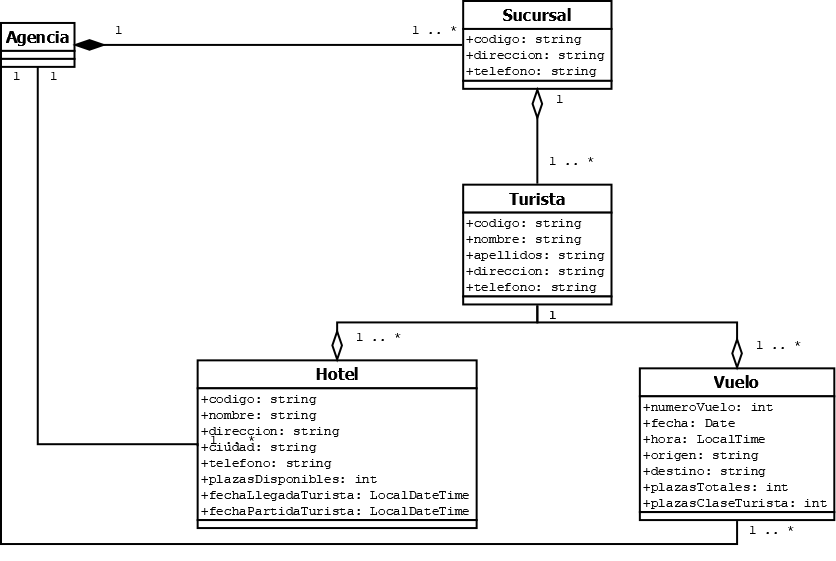 Agencia
1
1 .. *
1
1
Sucursal
+codigo: string
+direccion: string
+telefono: string
1
1 .. *
Turista
+codigo: string
+nombre: string
+apellidos: string
+direccion: string
+telefono: string
1
1 .. *
1 .. *
Hotel
+codigo: string
+nombre: string
+direccion: string
1 .. *
+ciudad: string
+telefono: string
+plazasDisponibles: int
+fechaLlegadaTurista: LocalDateTime
+fechaPartidaTurista: LocalDateTime
Vuelo
+numeroVuelo: int
+fecha: Date
+hora: LocalTime
+origen: string
+destino: string
+plazasTotales: int
+plazasClaseTurista: int
1 .. *